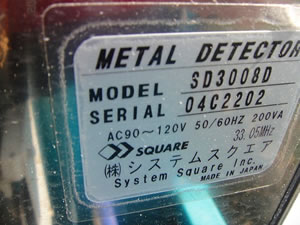 METAL DETECTOR
MODEL SD3008D
SERIAL 04C2202
AC90～120V 50/60HZ 200VA
33.05MHz
SQUARE
(株)システムスクエア
System Square Inc.
MADE IN JAPAN